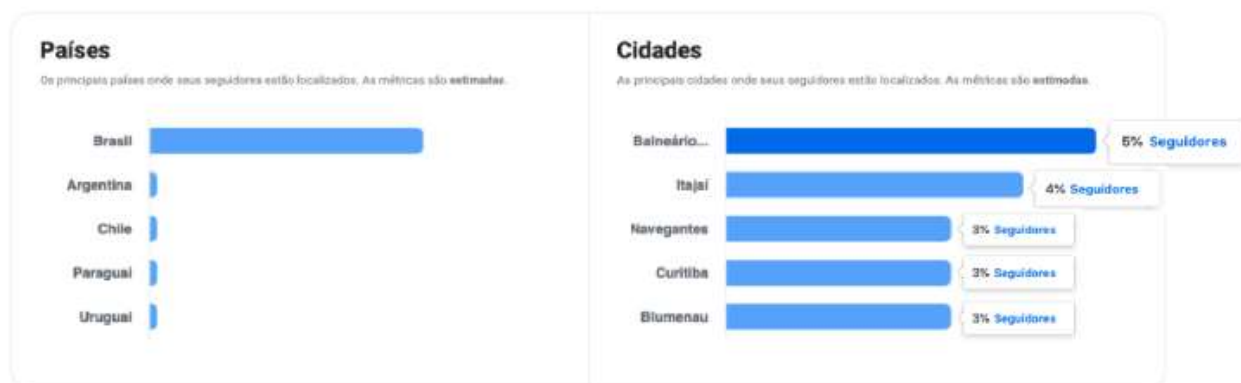 Países
Os principais países onde seus seguidores estão localizados. As métricas são estimadas.
Brasil
Argentina
Chile
Paraguai
Uruguai
Cidades
As principais cidades onde seus seguidores estão localizados. As métricas são estimadas.
Balneário... 5% Seguidores
Itajaí 4% Seguidores
Navegantes 3% Seguidores
Curitiba 3% Seguidores
Blumenau 3% Seguidores